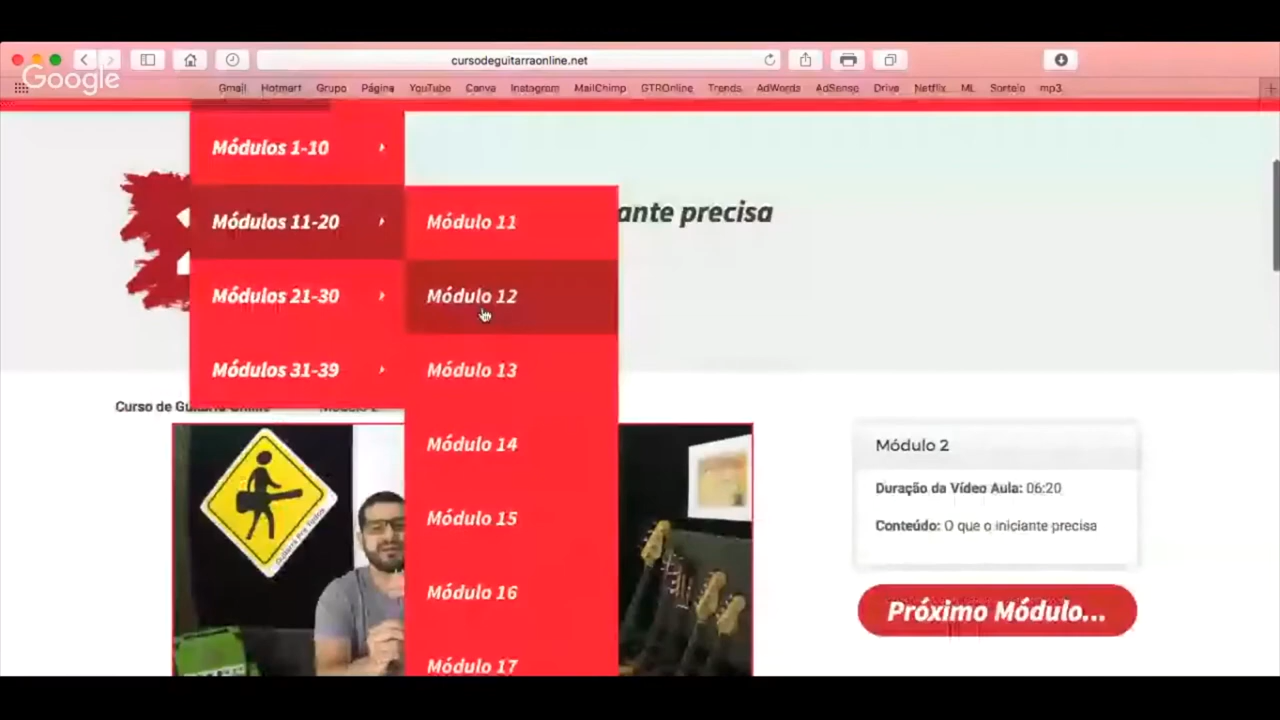 cursodeguitarraonline.net
Google
Gmail Hotmart Grupo Página YouTube Canva Instagram MailChimp GTROnline Trends AdWords AdSense Drive Netflix ML Sorteio mp3
Módulos 1-10
Módulos 11-20
Módulos 21-30
Módulos 31-39
Módulo 11
Módulo 12
Módulo 13
Módulo 14
Módulo 15
Módulo 16
Módulo 17
ante precisa
Curso de
Módulo 2
Duração da Vídeo Aula: 06:20
Conteúdo: O que o iniciante precisa
Próximo Módulo...